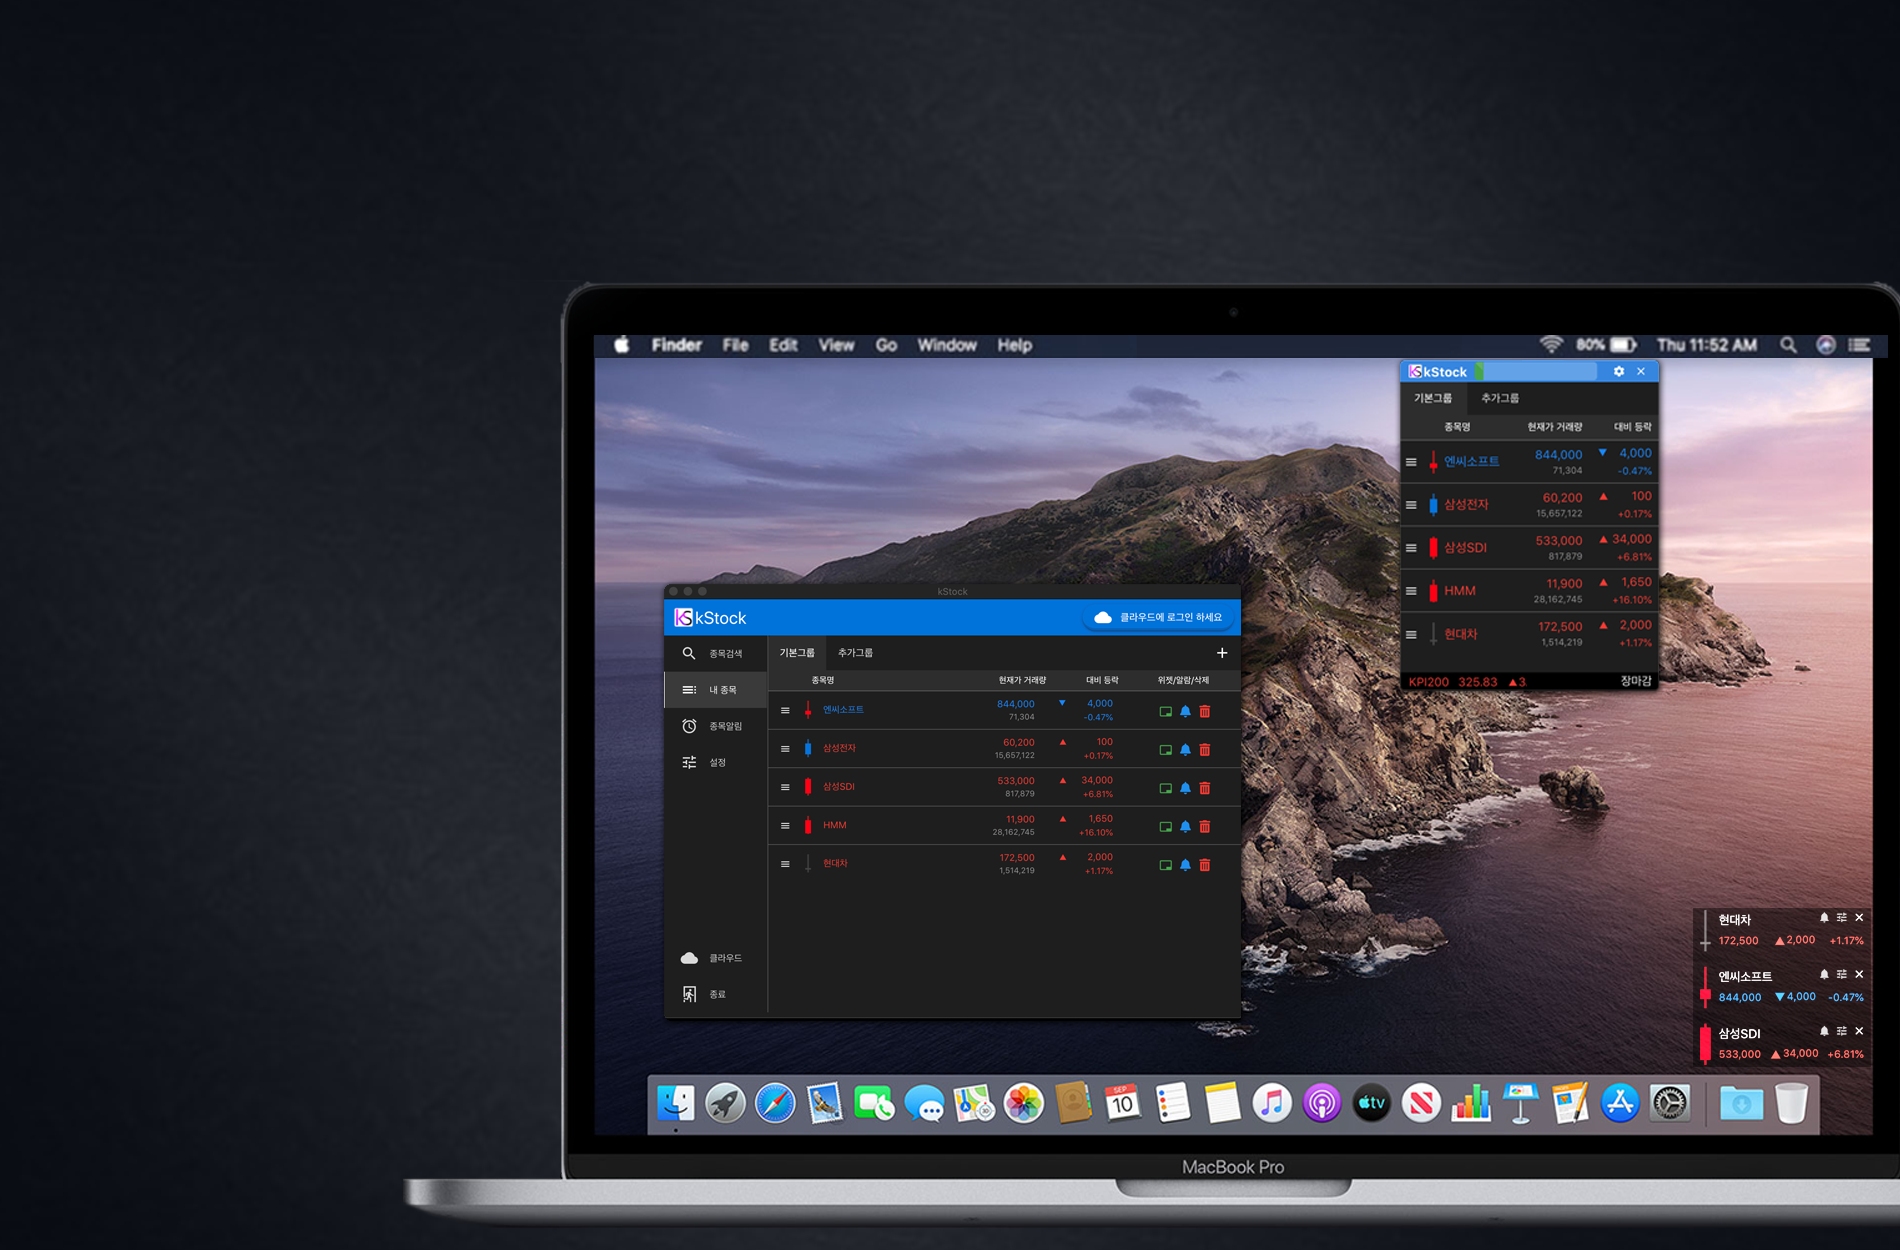 Finder File Edit View Go Window Help
80% Thu 11:52 AM
KS kStock
기본그룹 추가그룹
종목명 현재가 거래량 대비 등락
엔씨소프트 844,000 ▼ 4,000
71,304 -0.47%
삼성전자 60,200 ▲ 100
15,657,122 +0.17%
삼성SDI 533,000 ▲ 34,000
817,879 +6.81%
HMM 11,900 ▲ 1,650
28,162,745 +16.10%
현대차 172,500 ▲ 2,000
1,514,219 +1.17%
KPI200 325.83 ▲3 장마감
kStock
KS kStock 클라우드에 로그인 하세요
종목검색
내 종목
종목알림
설정
클라우드
종료
기본그룹 추가그룹 +
종목명 현재가 거래량 대비 등락 위젯/알람/삭제
엔씨소프트 844,000 ▼ 4,000
71,304 -0.47%
삼성전자 60,200 ▲ 100
15,657,122 +0.17%
삼성SDI 533,000 ▲ 34,000
817,879 +6.81%
HMM 11,900 ▲ 1,650
28,162,745 +16.10%
현대차 172,500 ▲ 2,000
1,514,219 +1.17%
현대차
172,500 ▲2,000 +1.17%
엔씨소프트
844,000 ▼4,000 -0.47%
삼성SDI
533,000 ▲34,000 +6.81%
SEP
10
tv
MacBook Pro